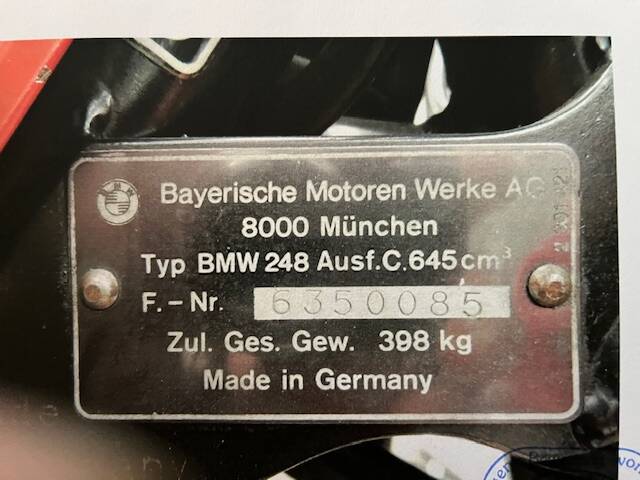 BMW
Bayerische Motoren Werke AG
8000 München
Typ BMW 248 Ausf.C.645cm³
F.-Nr. 6350085
Zul. Ges. Gew. 398 kg
Made in Germany